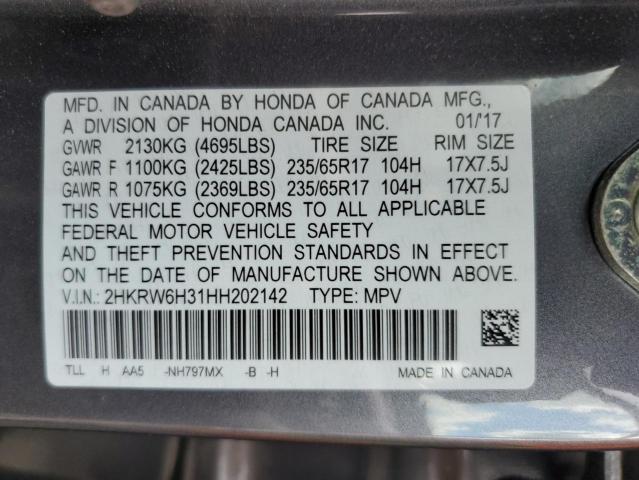 MFD. IN CANADA BY HONDA OF CANADA MFG.,
A DIVISION OF HONDA CANADA INC. 01/'17
GVWR 2130KG (4695LBS) TIRE SIZE RIM SIZE
GAWR F 1100KG (2425LBS) 235/65R17 104H 17X7.5J
GAWR R 1075KG (2369LBS) 235/65R17 104H 17X7.5J
THIS VEHICLE CONFORMS TO ALL APPLICABLE
FEDERAL MOTOR VEHICLE SAFETY
AND THEFT PREVENTION STANDARDS IN EFFECT
ON THE DATE OF MANUFACTURE SHOWN ABOVE.
V.I.N.: 2HKRW6H31HH202142 TYPE: MPV
TLL H AA5 -NH797MX -B -H MADE IN CANADA